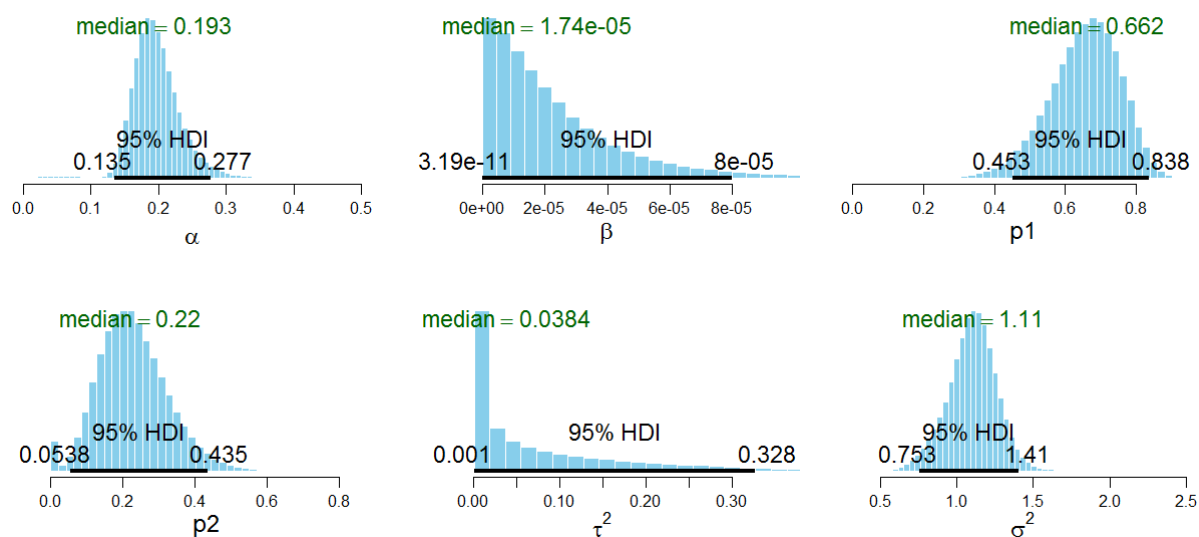 median = 0.193
95% HDI
0.135 0.277
0.0 0.1 0.2 0.3 0.4 0.5
α
median = 1.74e-05
95% HDI
3.19e-11 8e-05
0e+00 2e-05 4e-05 6e-05 8e-05
β
median = 0.662
95% HDI
0.453 0.838
0.0 0.2 0.4 0.6 0.8
p1
median = 0.22
95% HDI
0.0538 0.435
0.0 0.2 0.4 0.6 0.8
p2
median = 0.0384
95% HDI
0.001 0.328
0.00 0.10 0.20 0.30
τ²
median = 1.11
95% HDI
0.753 1.41
0.5 1.0 1.5 2.0 2.5
σ²